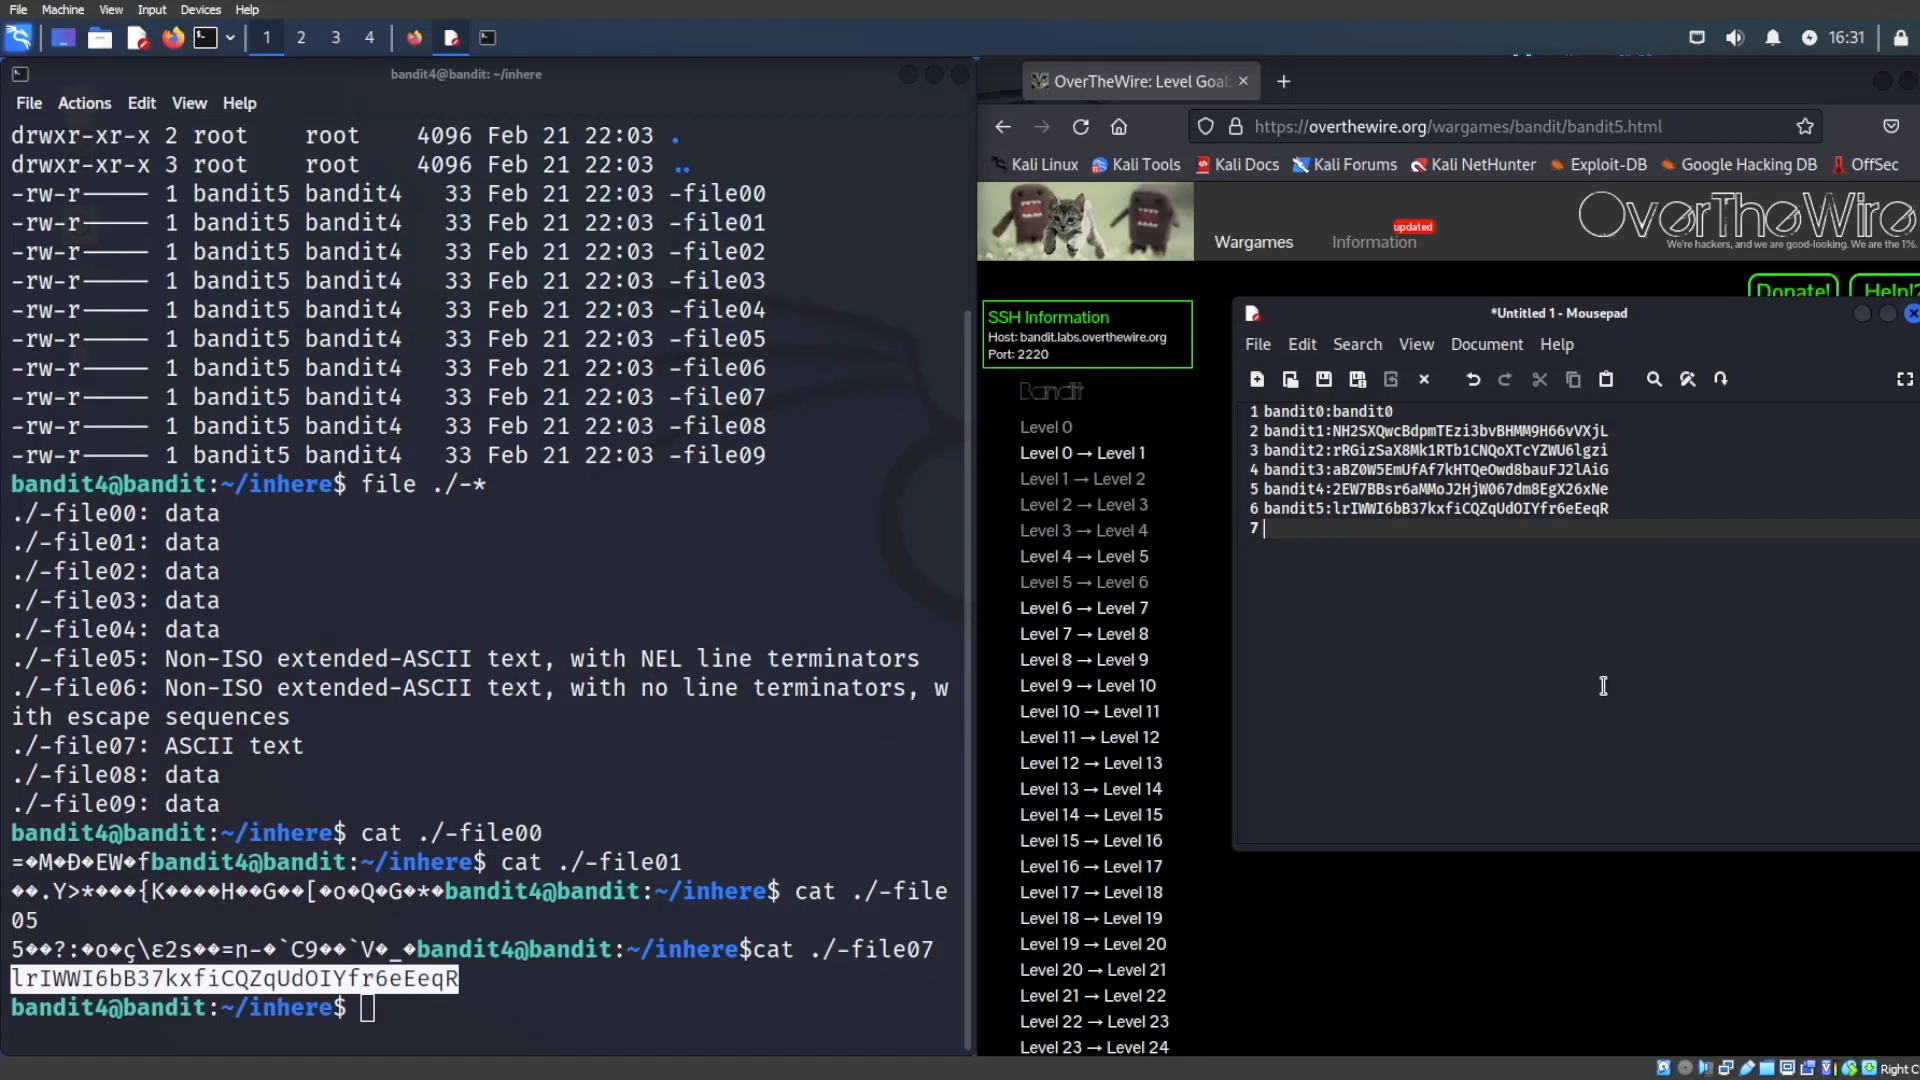 File Machine View Input Devices Help
1 2 3 4
16:31
bandit4@bandit: ~/inhere
File Actions Edit View Help
drwxr-xr-x 2 root    root    4096 Feb 21 22:03 .
drwxr-xr-x 3 root    root    4096 Feb 21 22:03 ..
-rw-r----- 1 bandit5 bandit4   33 Feb 21 22:03 -file00
-rw-r----- 1 bandit5 bandit4   33 Feb 21 22:03 -file01
-rw-r----- 1 bandit5 bandit4   33 Feb 21 22:03 -file02
-rw-r----- 1 bandit5 bandit4   33 Feb 21 22:03 -file03
-rw-r----- 1 bandit5 bandit4   33 Feb 21 22:03 -file04
-rw-r----- 1 bandit5 bandit4   33 Feb 21 22:03 -file05
-rw-r----- 1 bandit5 bandit4   33 Feb 21 22:03 -file06
-rw-r----- 1 bandit5 bandit4   33 Feb 21 22:03 -file07
-rw-r----- 1 bandit5 bandit4   33 Feb 21 22:03 -file08
-rw-r----- 1 bandit5 bandit4   33 Feb 21 22:03 -file09
bandit4@bandit:~/inhere$ file ./-*
./-file00: data
./-file01: data
./-file02: data
./-file03: data
./-file04: data
./-file05: Non-ISO extended-ASCII text, with NEL line terminators
./-file06: Non-ISO extended-ASCII text, with no line terminators, w
ith escape sequences
./-file07: ASCII text
./-file08: data
./-file09: data
bandit4@bandit:~/inhere$ cat ./-file00
=�M�Ð�EW�fbandit4@bandit:~/inhere$ cat ./-file01
��.Y>*���{K����H��G��[�o�Q�G�*�bandit4@bandit:~/inhere$ cat ./-file
05
5��?:�o�ç\ε2s��=n-�`C9��`V�_�bandit4@bandit:~/inhere$cat ./-file07
lrIWWI6bB37kxfiCQZqUdOIYfr6eEeqR
bandit4@bandit:~/inhere$
OverTheWire: Level Goal
https://overthewire.org/wargames/bandit/bandit5.html
Kali Linux Kali Tools Kali Docs Kali Forums Kali NetHunter Exploit-DB Google Hacking DB OffSec
Wargames Information updated
OverTheWire
We're hackers, and we are good-looking. We are the 1%.
Donate! Help!?
SSH Information
Host: bandit.labs.overthewire.org
Port: 2220
Bandit
Level 0
Level 0 → Level 1
Level 1 → Level 2
Level 2 → Level 3
Level 3 → Level 4
Level 4 → Level 5
Level 5 → Level 6
Level 6 → Level 7
Level 7 → Level 8
Level 8 → Level 9
Level 9 → Level 10
Level 10 → Level 11
Level 11 → Level 12
Level 12 → Level 13
Level 13 → Level 14
Level 14 → Level 15
Level 15 → Level 16
Level 16 → Level 17
Level 17 → Level 18
Level 18 → Level 19
Level 19 → Level 20
Level 20 → Level 21
Level 21 → Level 22
Level 22 → Level 23
Level 23 → Level 24
*Untitled 1 - Mousepad
File Edit Search View Document Help
1 bandit0:bandit0
2 bandit1:NH2SXQwcBdpmTEzi3bvBHMM9H66vVXjL
3 bandit2:rRGizSaX8Mk1RTb1CNQoXTcYZWU6lgzi
4 bandit3:aBZ0W5EmUfAf7kHTQeOwd8bauFJ2lAiG
5 bandit4:2EW7BBsr6aMMoJ2HjW067dm8EgX26xNe
6 bandit5:lrIWWI6bB37kxfiCQZqUdOIYfr6eEeqR
7
Right C